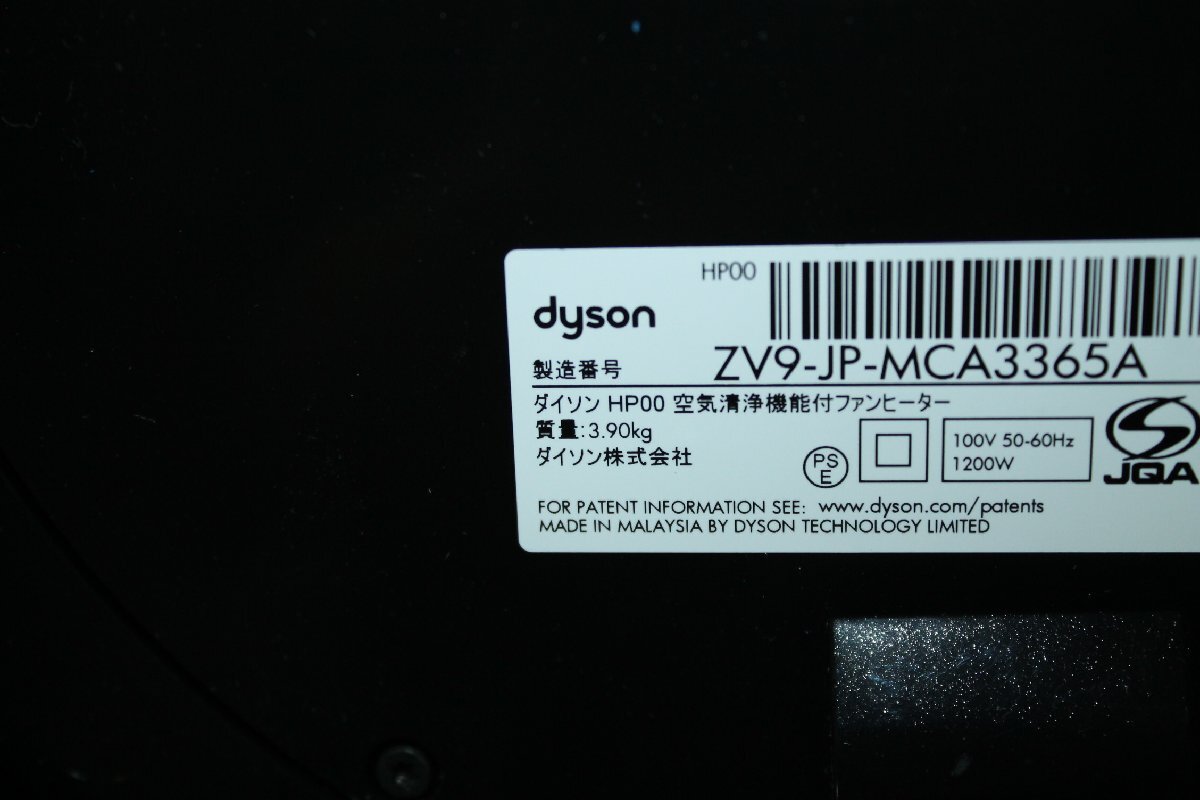 HP00
dyson
製造番号 ZV9-JP-MCA3365A
ダイソン HP00 空気清浄機能付ファンヒーター
質量:3.90kg
ダイソン株式会社
PS
E
100V 50-60Hz
1200W
JQA
FOR PATENT INFORMATION SEE: www.dyson.com/patents
MADE IN MALAYSIA BY DYSON TECHNOLOGY LIMITED